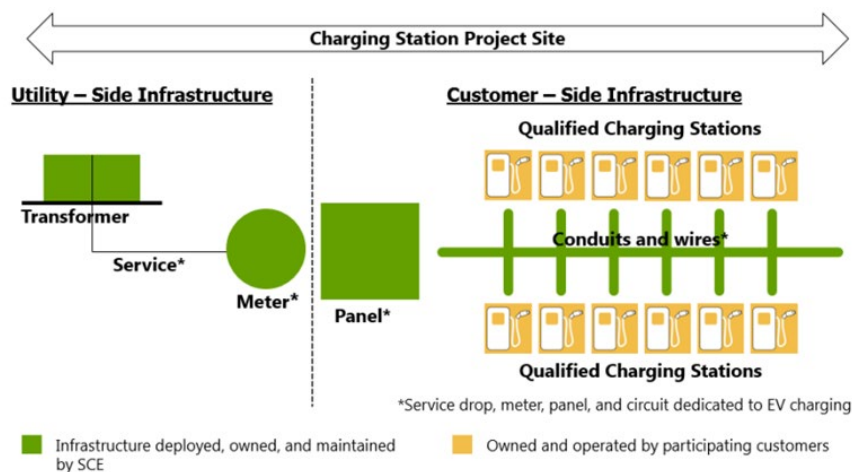 Charging Station Project Site
Utility – Side Infrastructure
Customer – Side Infrastructure
Qualified Charging Stations
Transformer
Service*
Conduits and wires*
Meter*
Panel*
Qualified Charging Stations
*Service drop, meter, panel, and circuit dedicated to EV charging
Infrastructure deployed, owned, and maintained
by SCE
Owned and operated by participating customers